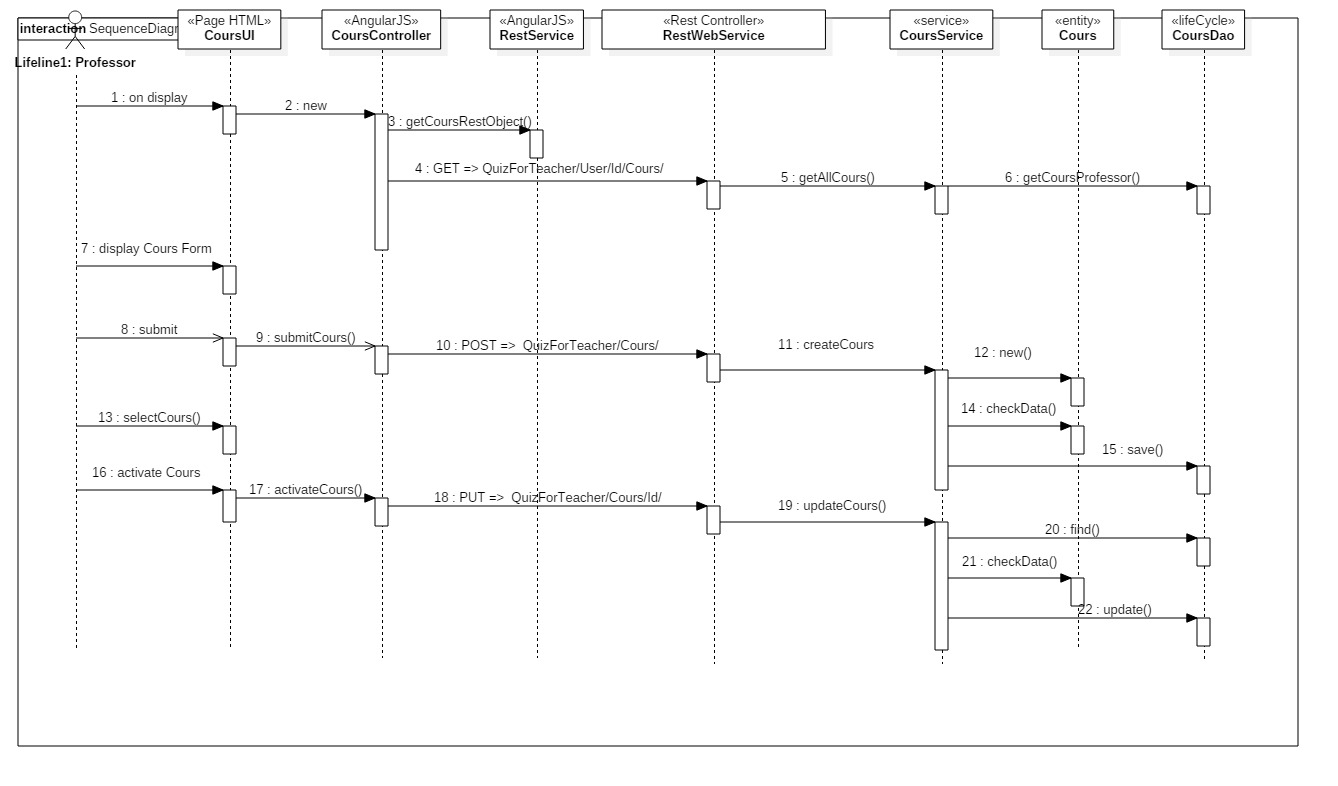 interaction SequenceDiagr
Lifeline1: Professor
«Page HTML»
CoursUI
«AngularJS»
CoursController
«AngularJS»
RestService
«Rest Controller»
RestWebService
«service»
CoursService
«entity»
Cours
«lifeCycle»
CoursDao
1 : on display
2 : new
3 : getCoursRestObject()
4 : GET => QuizForTeacher/User/Id/Cours/
5 : getAllCours()
6 : getCoursProfessor()
7 : display Cours Form
8 : submit
9 : submitCours()
10 : POST =>  QuizForTeacher/Cours/
11 : createCours
12 : new()
13 : selectCours()
14 : checkData()
15 : save()
16 : activate Cours
17 : activateCours()
18 : PUT =>  QuizForTeacher/Cours/Id/
19 : updateCours()
20 : find()
21 : checkData()
22 : update()